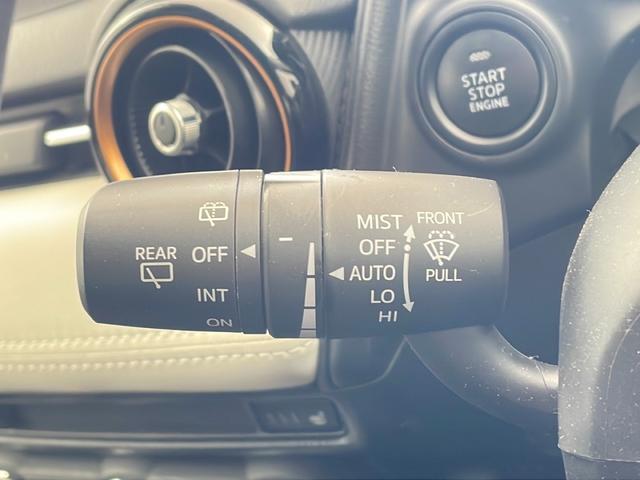 START
STOP
ENGINE
REAR
OFF
INT
ON
MIST
OFF
AUTO
LO
HI
FRONT
PULL